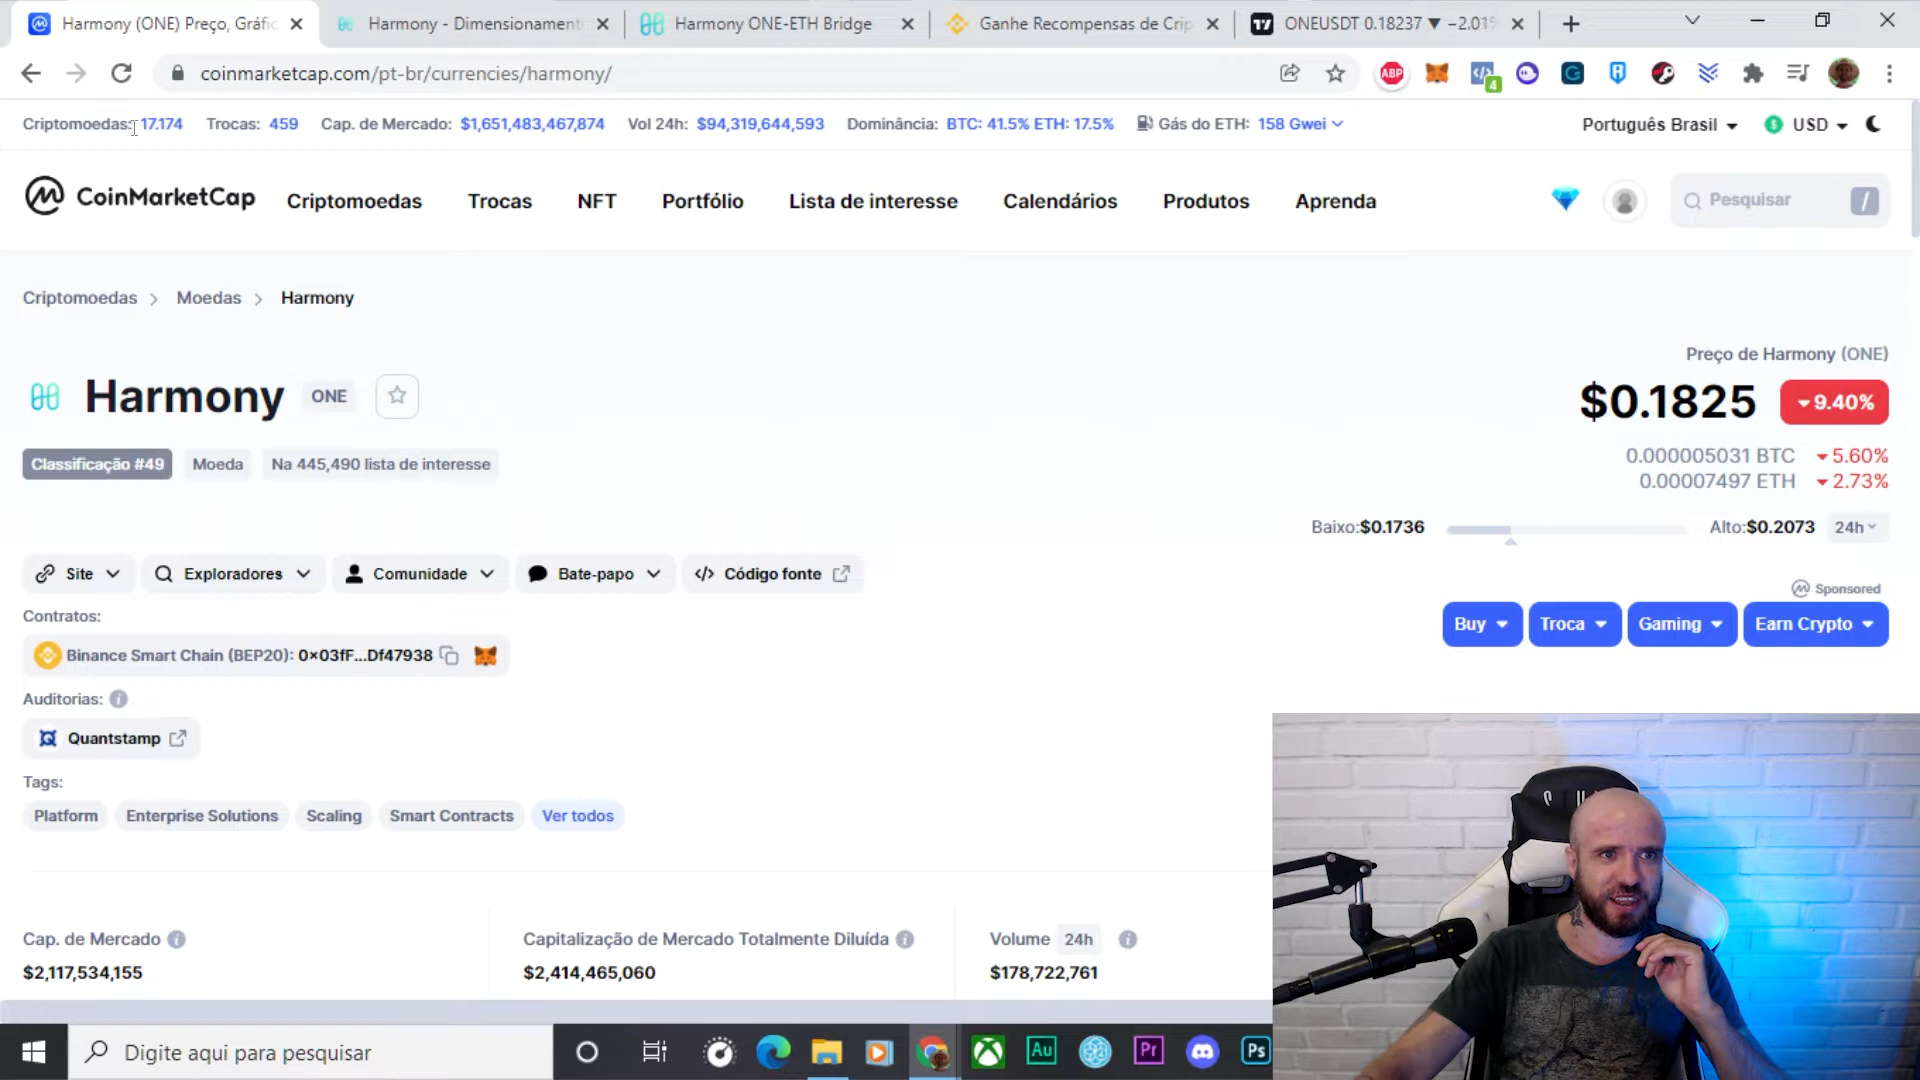 Harmony (ONE) Preço, Gráfic
Harmony - Dimensionament
Harmony ONE-ETH Bridge
Ganhe Recompensas de Crip
ONEUSDT 0.18237 ▼ −2.01%
coinmarketcap.com/pt-br/currencies/harmony/
ABP
4
Criptomoedas: 17.174 Trocas: 459 Cap. de Mercado: $1,651,483,467,874 Vol 24h: $94,319,644,593 Dominância: BTC: 41.5% ETH: 17.5% Gás do ETH: 158 Gwei
Português Brasil
USD
CoinMarketCap
Criptomoedas Trocas NFT Portfólio Lista de interesse Calendários Produtos Aprenda
Pesquisar /
Criptomoedas > Moedas > Harmony
Harmony ONE
Classificação #49 Moeda Na 445,490 lista de interesse
Preço de Harmony (ONE)
$0.1825 9.40%
0.000005031 BTC 5.60%
0.00007497 ETH 2.73%
Baixo:$0.1736 Alto:$0.2073 24h
Site Exploradores Comunidade Bate-papo Código fonte
Sponsored
Buy Troca Gaming Earn Crypto
Contratos:
Binance Smart Chain (BEP20): 0x03fF...Df47938
Auditorias:
Quantstamp
Tags:
Platform Enterprise Solutions Scaling Smart Contracts Ver todos
Cap. de Mercado
$2,117,534,155
Capitalização de Mercado Totalmente Diluída
$2,414,465,060
Volume 24h
$178,722,761
Digite aqui para pesquisar
Au
Pr
Ps